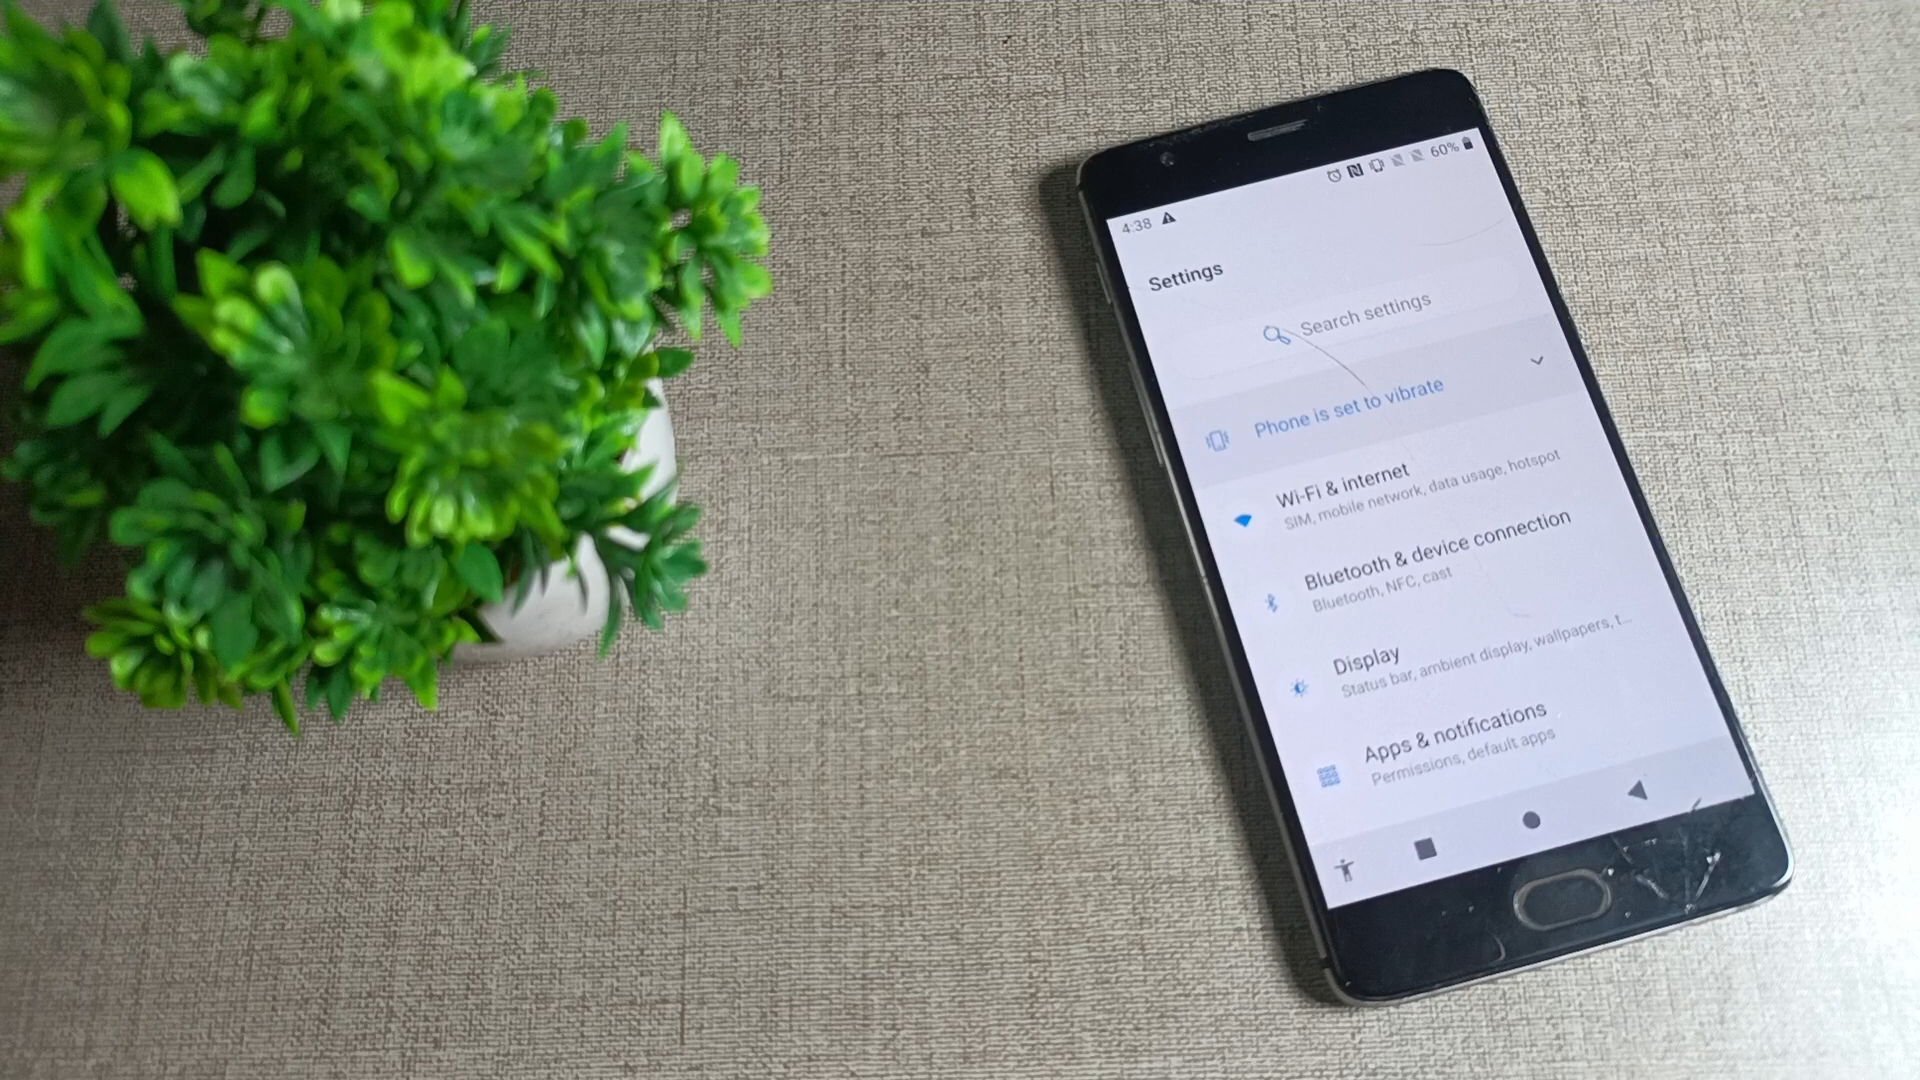 4:38 60%
Settings
Search settings
Phone is set to vibrate
Wi-Fi & internet
SIM, mobile network, data usage, hotspot
Bluetooth & device connection
Bluetooth, NFC, cast
Display
Status bar, ambient display, wallpapers, t...
Apps & notifications
Permissions, default apps